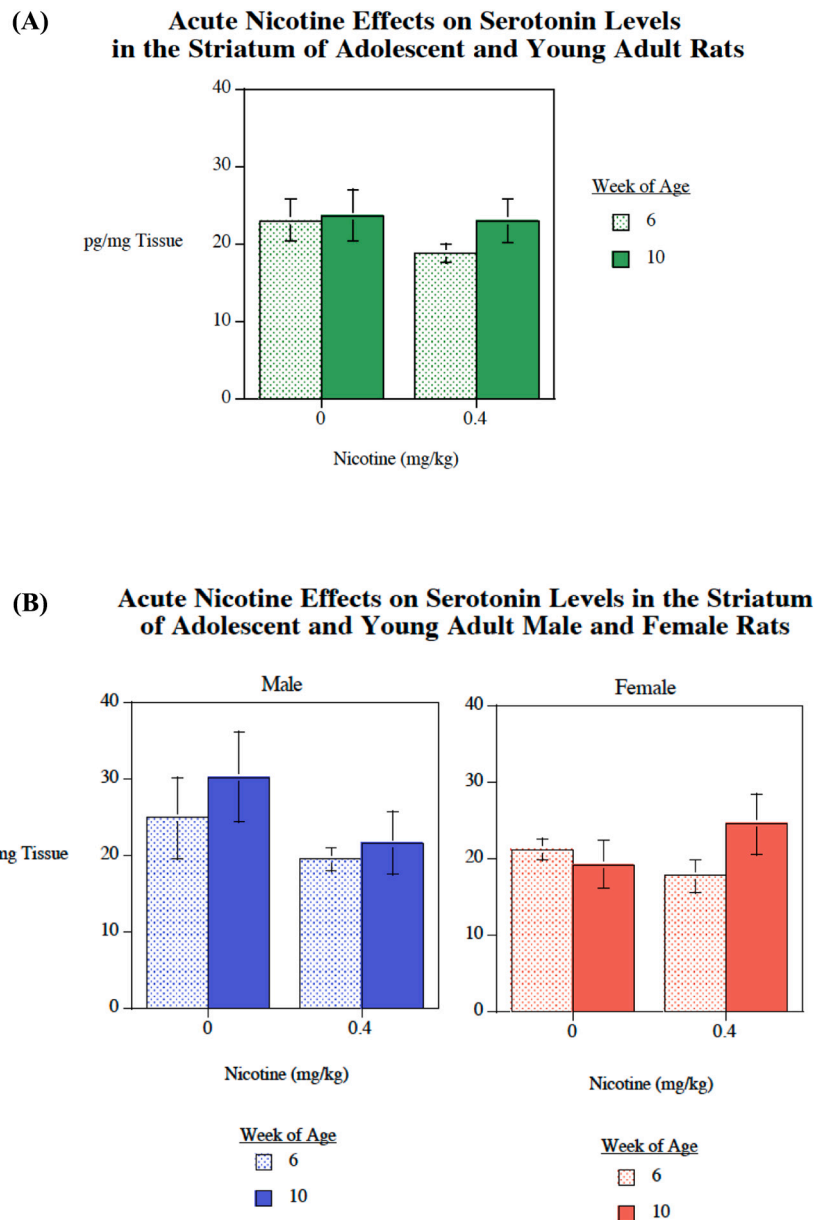 (A)
Acute Nicotine Effects on Serotonin Levels
in the Striatum of Adolescent and Young Adult Rats
40
30
20
10
0
pg/mg Tissue
0
0.4
Nicotine (mg/kg)
Week of Age
6
10
(B)
Acute Nicotine Effects on Serotonin Levels in the Striatum
of Adolescent and Young Adult Male and Female Rats
Male
40
30
20
10
0
mg Tissue
0
0.4
Nicotine (mg/kg)
Week of Age
6
10
Female
40
30
20
10
0
0
0.4
Nicotine (mg/kg)
Week of Age
6
10